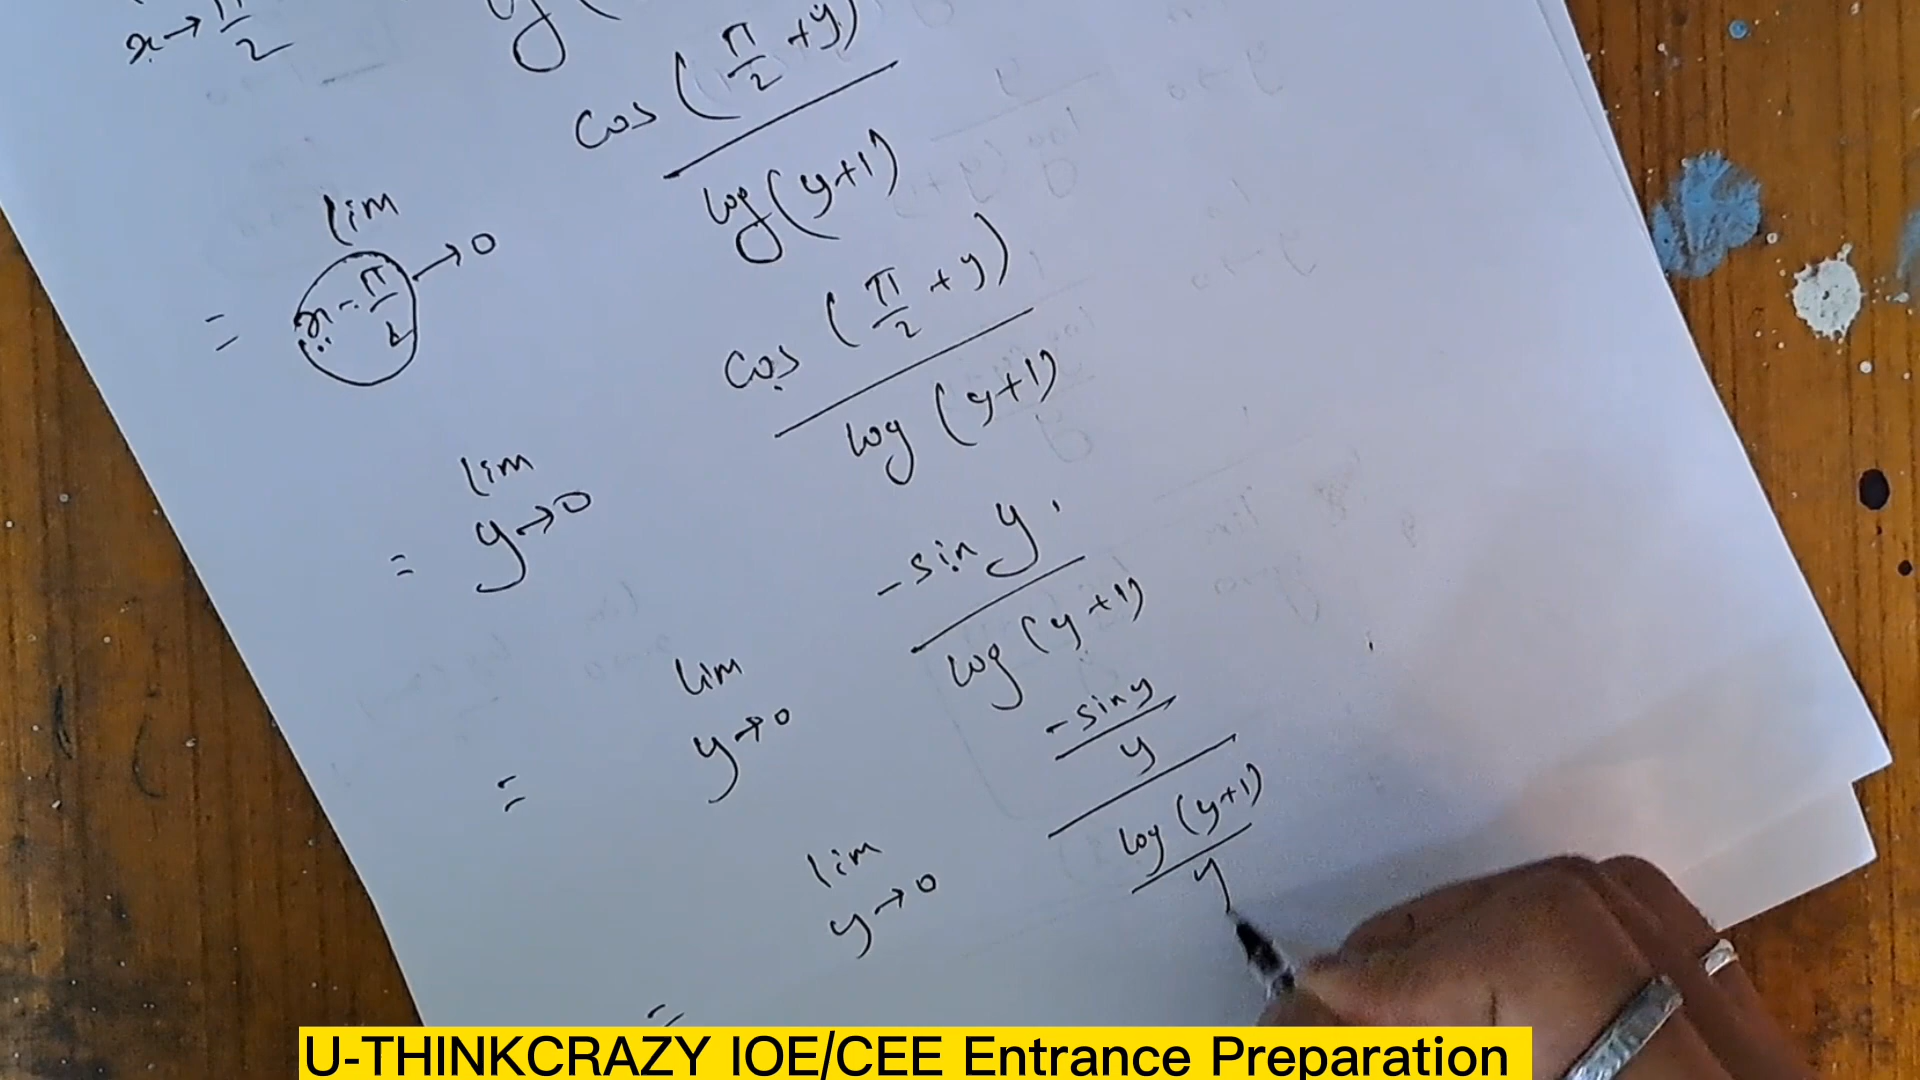 x→π/2
cos(π/2+y)
log(y+1)
lim
= x-π/2→0
cos(π/2+y)
log(y+1)
lim
= y→0
-sin y.
log(y+1)
lim
= y→0
-sin y
y
log(y+1)
y
lim
y→0
=
U-THINKCRAZY IOE/CEE Entrance Preparation